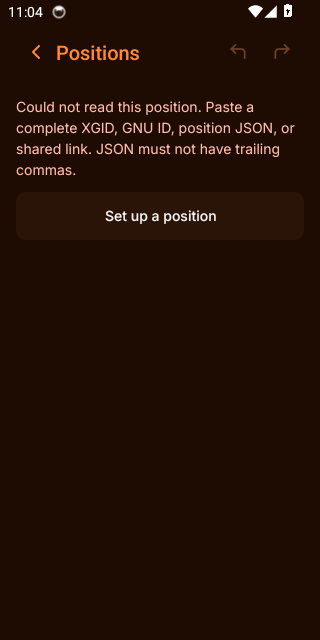 11:04
Positions
Could not read this position. Paste a
complete XGID, GNU ID, position JSON, or
shared link. JSON must not have trailing
commas.
Set up a position